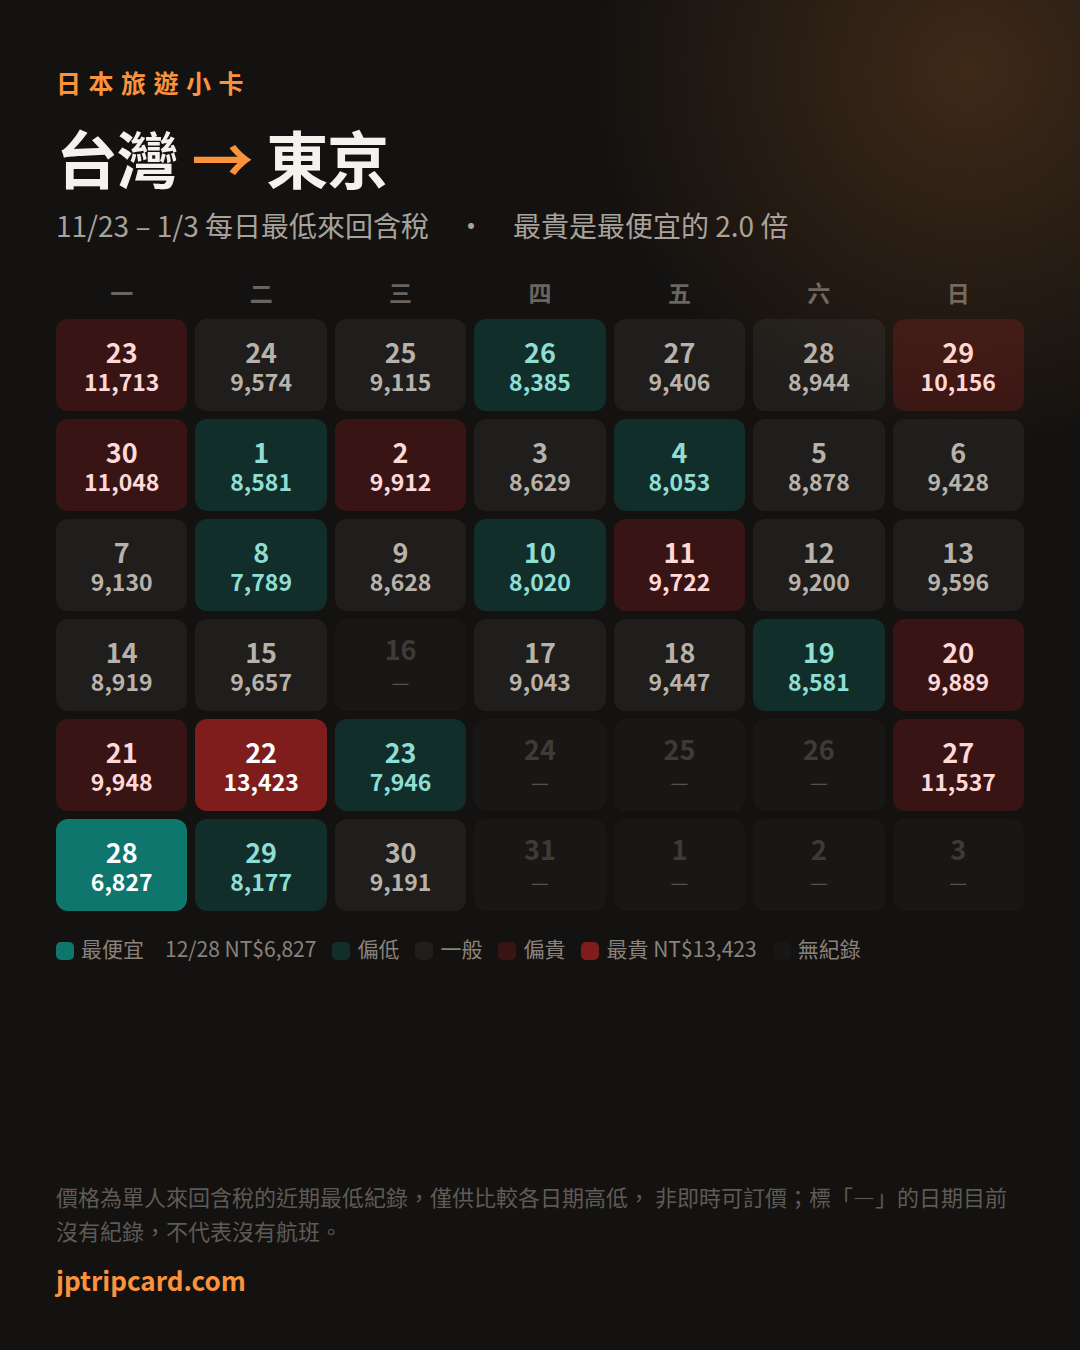 日本旅遊小卡
台灣 → 東京
11/23 – 1/3 每日最低來回含稅 ・ 最貴是最便宜的 2.0 倍
一 二 三 四 五 六 日
23 24 25 26 27 28 29
11,713 9,574 9,115 8,385 9,406 8,944 10,156
30 1 2 3 4 5 6
11,048 8,581 9,912 8,629 8,053 8,878 9,428
7 8 9 10 11 12 13
9,130 7,789 8,628 8,020 9,722 9,200 9,596
14 15 16 17 18 19 20
8,919 9,657 — 9,043 9,447 8,581 9,889
21 22 23 24 25 26 27
9,948 13,423 7,946 — — — 11,537
28 29 30 31 1 2 3
6,827 8,177 9,191 — — — —
最便宜 12/28 NT$6,827 偏低 一般 偏貴 最貴 NT$13,423 無紀錄
價格為單人來回含稅的近期最低紀錄，僅供比較各日期高低， 非即時可訂價；標「—」的日期目前
沒有紀錄，不代表沒有航班。
jptripcard.com